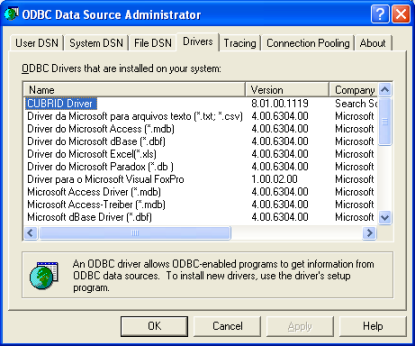 ODBC Data Source Administrator
User DSN System DSN File DSN Drivers Tracing Connection Pooling About
ODBC Drivers that are installed on your system:
Name Version Company
CUBRID Driver 8.01.00.1119 Search So
Driver da Microsoft para arquivos texto (*.txt; *.csv) 4.00.6304.00 Microsoft
Driver do Microsoft Access (*.mdb) 4.00.6304.00 Microsoft
Driver do Microsoft dBase (*.dbf) 4.00.6304.00 Microsoft
Driver do Microsoft Excel(*.xls) 4.00.6304.00 Microsoft
Driver do Microsoft Paradox (*.db ) 4.00.6304.00 Microsoft
Driver para o Microsoft Visual FoxPro 1.00.02.00 Microsoft
Microsoft Access Driver (*.mdb) 4.00.6304.00 Microsoft
Microsoft Access-Treiber (*.mdb) 4.00.6304.00 Microsoft
Microsoft dBase Driver (*.dbf) 4.00.6304.00 Microsoft
An ODBC driver allows ODBC-enabled programs to get information from
ODBC data sources. To install new drivers, use the driver's setup
program.
OK Cancel Apply Help